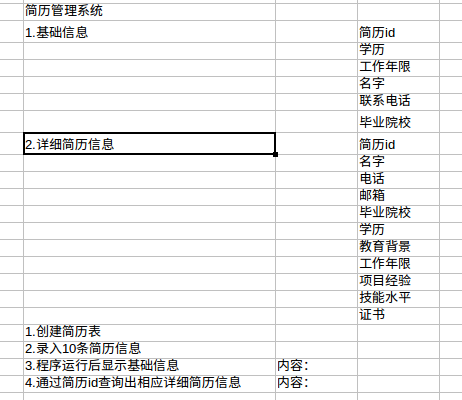 简历管理系统
1.基础信息 简历id
学历
工作年限
名字
联系电话
毕业院校
2.详细简历信息 简历id
名字
电话
邮箱
毕业院校
学历
教育背景
工作年限
项目经验
技能水平
证书
1.创建简历表
2.录入10条简历信息
3.程序运行后显示基础信息 内容：
4.通过简历id查询出相应详细简历信息 内容：